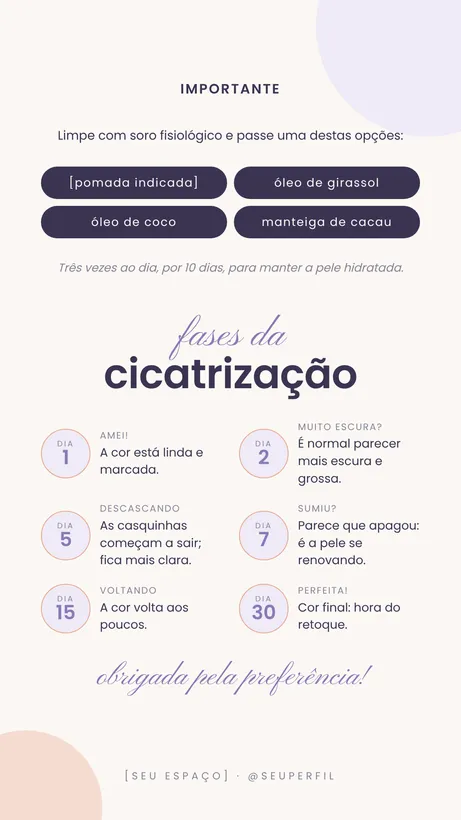 IMPORTANTE
Limpe com soro fisiológico e passe uma destas opções:
[pomada indicada]
óleo de girassol
óleo de coco
manteiga de cacau
Três vezes ao dia, por 10 dias, para manter a pele hidratada.
fases da
cicatrização
DIA
1
AMEI!
A cor está linda e
marcada.
DIA
2
MUITO ESCURA?
É normal parecer
mais escura e
grossa.
DIA
5
DESCASCANDO
As casquinhas
começam a sair;
fica mais clara.
DIA
7
SUMIU?
Parece que apagou:
é a pele se
renovando.
DIA
15
VOLTANDO
A cor volta aos
poucos.
DIA
30
PERFEITA!
Cor final: hora do
retoque.
obrigada pela preferência!
[SEU ESPAÇO] · @SEUPERFIL